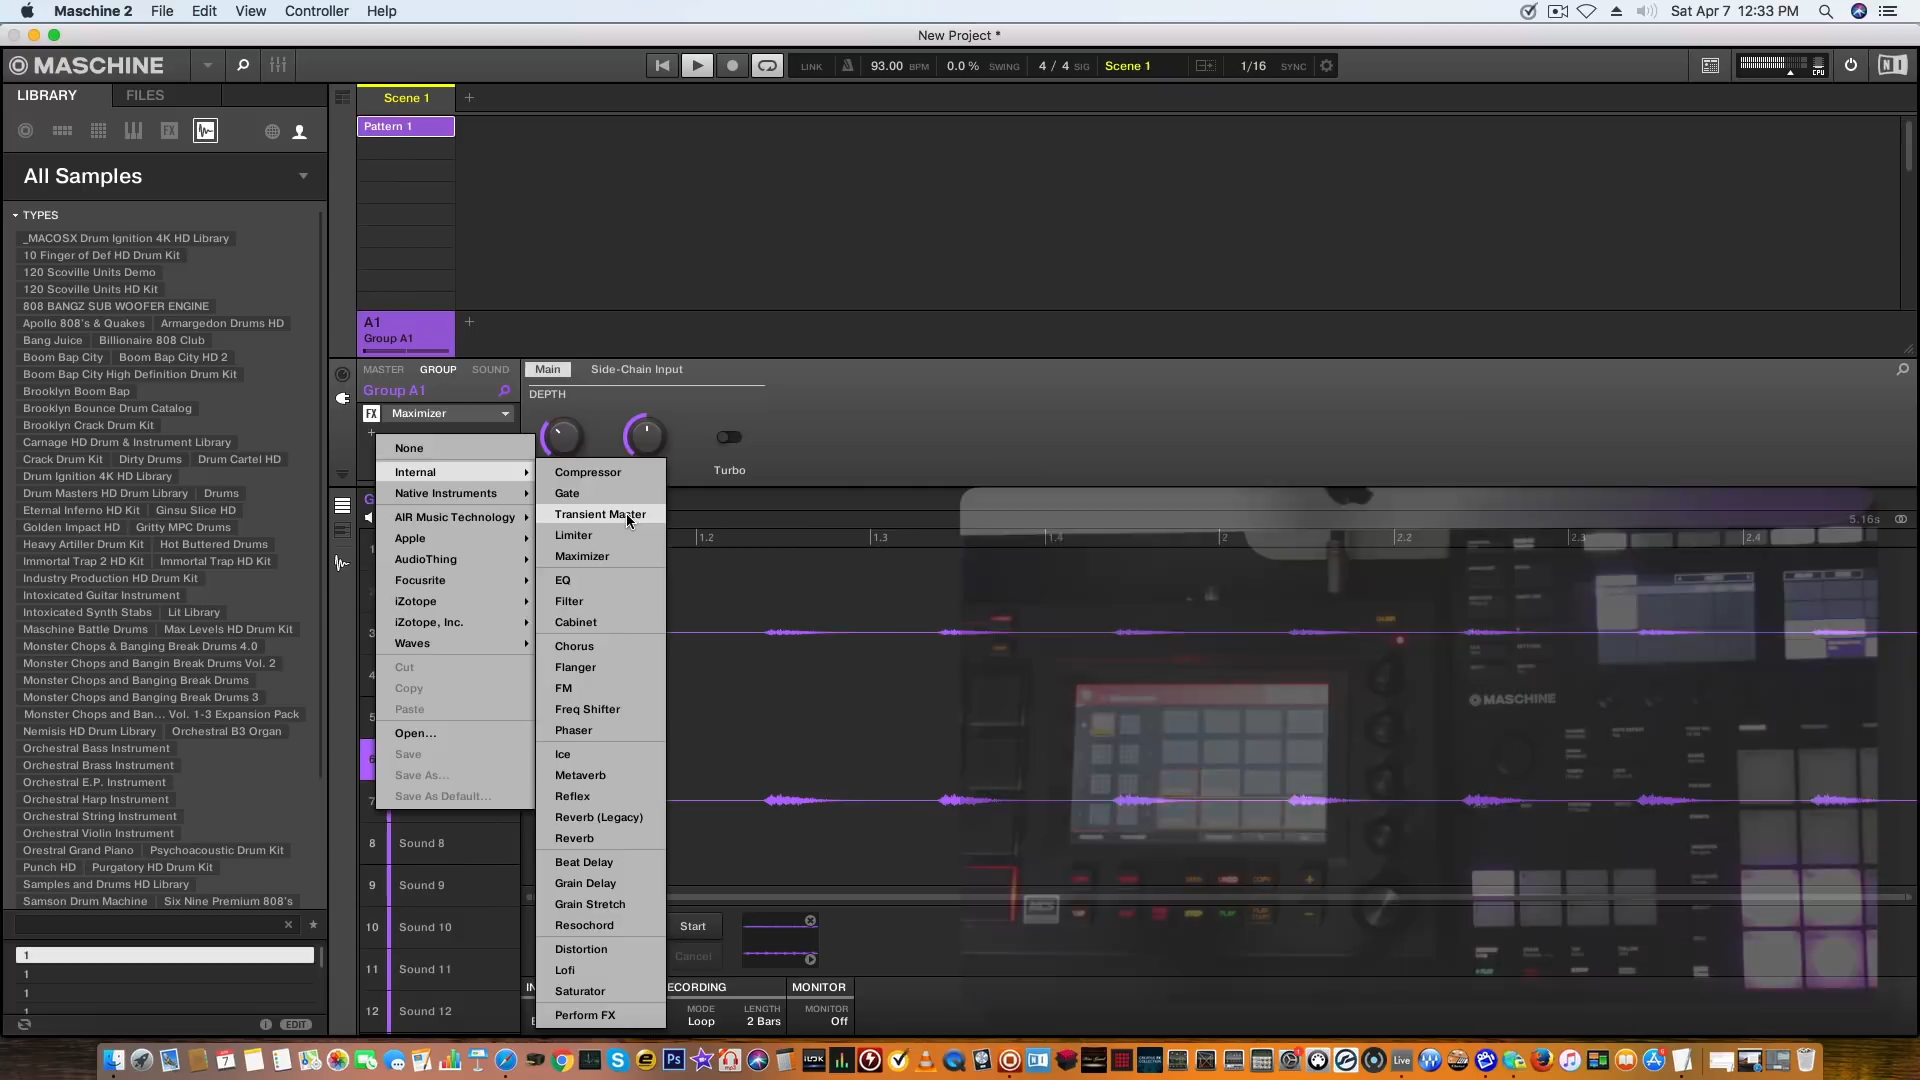 Maschine 2 File Edit View Controller Help Sat Apr 7 12:33 PM
New Project *
MASCHINE LINK 93.00 BPM 0.0% SWING 4 / 4 SIG Scene 1 1/16 SYNC CPU
LIBRARY FILES
Scene 1 +
Pattern 1
All Samples
TYPES
_MACOSX Drum Ignition 4K HD Library
10 Finger of Def HD Drum Kit
120 Scoville Units Demo
120 Scoville Units HD Kit
808 BANGZ SUB WOOFER ENGINE
Apollo 808's & Quakes Armargedon Drums HD
Bang Juice Billionaire 808 Club
Boom Bap City Boom Bap City HD 2
Boom Bap City High Definition Drum Kit
Brooklyn Boom Bap
Brooklyn Bounce Drum Catalog
Brooklyn Crack Drum Kit
Carnage HD Drum & Instrument Library
Crack Drum Kit Dirty Drums Drum Cartel HD
Drum Ignition 4K HD Library
Drum Masters HD Drum Library Drums
Eternal Inferno HD Kit Ginsu Slice HD
Golden Impact HD Gritty MPC Drums
Heavy Artiller Drum Kit Hot Buttered Drums
Immortal Trap 2 HD Kit Immortal Trap HD Kit
Industry Production HD Drum Kit
Intoxicated Guitar Instrument
Intoxicated Synth Stabs Lit Library
Maschine Battle Drums Max Levels HD Drum Kit
Monster Chops & Banging Break Drums 4.0
Monster Chops and Bangin Break Drums Vol. 2
Monster Chops and Banging Break Drums
Monster Chops and Banging Break Drums 3
Monster Chops and Ban... Vol. 1-3 Expansion Pack
Nemisis HD Drum Library Orchestral B3 Organ
Orchestral Bass Instrument
Orchestral Brass Instrument
Orchestral E.P. Instrument
Orchestral Harp Instrument
Orchestral String Instrument
Orchestral Violin Instrument
Orestral Grand Piano Psychoacoustic Drum Kit
Punch HD Purgatory HD Drum Kit
Samples and Drums HD Library
Samson Drum Machine Six Nine Premium 808's
1
1
1
1
EDIT
A1 +
Group A1
MASTER GROUP SOUND
Group A1
FX Maximizer
Main Side-Chain Input
DEPTH
Turbo
None
Internal
Native Instruments
AIR Music Technology
Apple
AudioThing
Focusrite
iZotope
iZotope, Inc.
Waves
Cut
Copy
Paste
Open...
Save
Save As...
Save As Default...
Compressor
Gate
Transient Master
Limiter
Maximizer
EQ
Filter
Cabinet
Chorus
Flanger
FM
Freq Shifter
Phaser
Ice
Metaverb
Reflex
Reverb (Legacy)
Reverb
Beat Delay
Grain Delay
Grain Stretch
Resochord
Distortion
Lofi
Saturator
Perform FX
5.16s
1.2 1.3 1.4 2 2.2 2.3 2.4
3
4
5
6
7
8 Sound 8
9 Sound 9
10 Sound 10
11 Sound 11
12 Sound 12
MASCHINE
Start
Cancel
ECORDING MONITOR
MODE LENGTH MONITOR
Loop 2 Bars Off